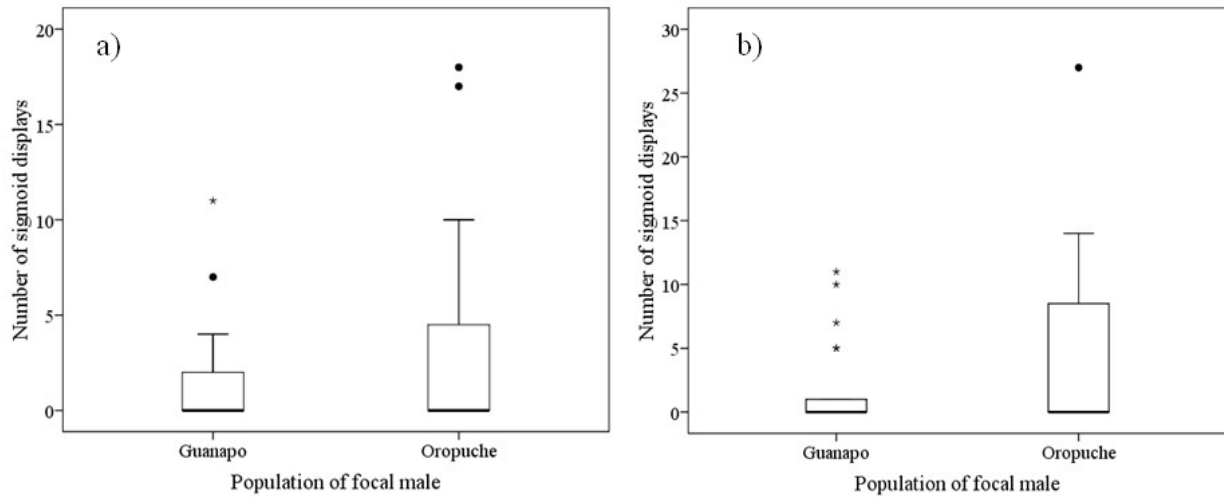 a)
Number of sigmoid displays
20
15
10
5
0
Guanapo Oropuche
Population of focal male
b)
Number of sigmoid displays
30
25
20
15
10
5
0
Guanapo Oropuche
Population of focal male